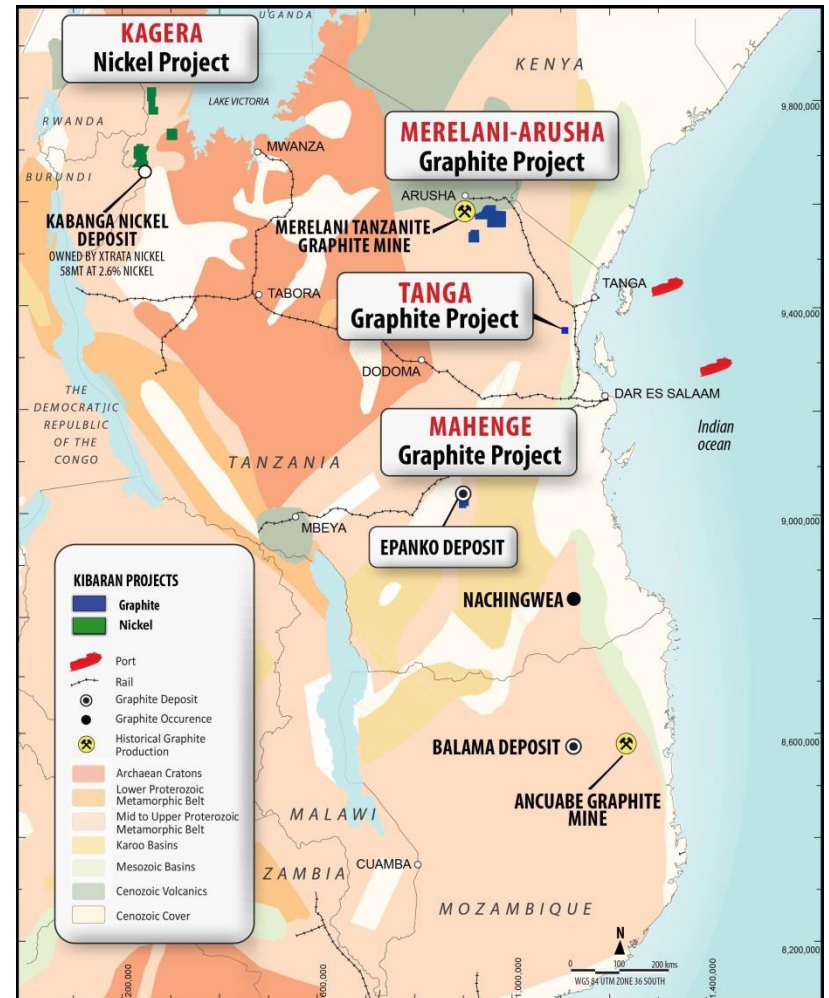 KAGERA
Nickel Project
UGANDA
KENYA
LAKE VICTORIA
RWANDA
9,800,000
MERELANI-ARUSHA
Graphite Project
MWANZA
BURUNDI
ARUSHA
KABANGA NICKEL
DEPOSIT
OWNED BY XTRATA NICKEL
58MT AT 2.6% NICKEL
MERELANI TANZANITE
GRAPHITE MINE
TANGA
Graphite Project
TANGA
TABORA
9,400,000
DODOMA
THE
DEMOCRATJIC
REPULBLIC
OF THE
CONGO
DAR ES SALAAM
Indian
ocean
MAHENGE
Graphite Project
TANZANIA
MBEYA
EPANKO DEPOSIT
9,000,000
KIBARAN PROJECTS
Graphite
Nickel
Port
Rail
Graphite Deposit
Graphite Occurence
Historical Graphite
Production
Archaean Cratons
Lower Proterozoic
Metamorphic Belt
Mid to Upper Proterozoic
Metamorphic Belt
Karoo Basins
Mesozoic Basins
Cenozoic Volcanics
Cenozoic Cover
NACHINGWEA
8,600,000
BALAMA DEPOSIT
ANCUABE GRAPHITE
MINE
MALAWI
CUAMBA
ZAMBIA
MOZAMBIQUE
N
0 100 200 kms
WGS 84 UTM ZONE 36 SOUTH
8,200,000
200,000
600,000
1,000,000
1,400,000